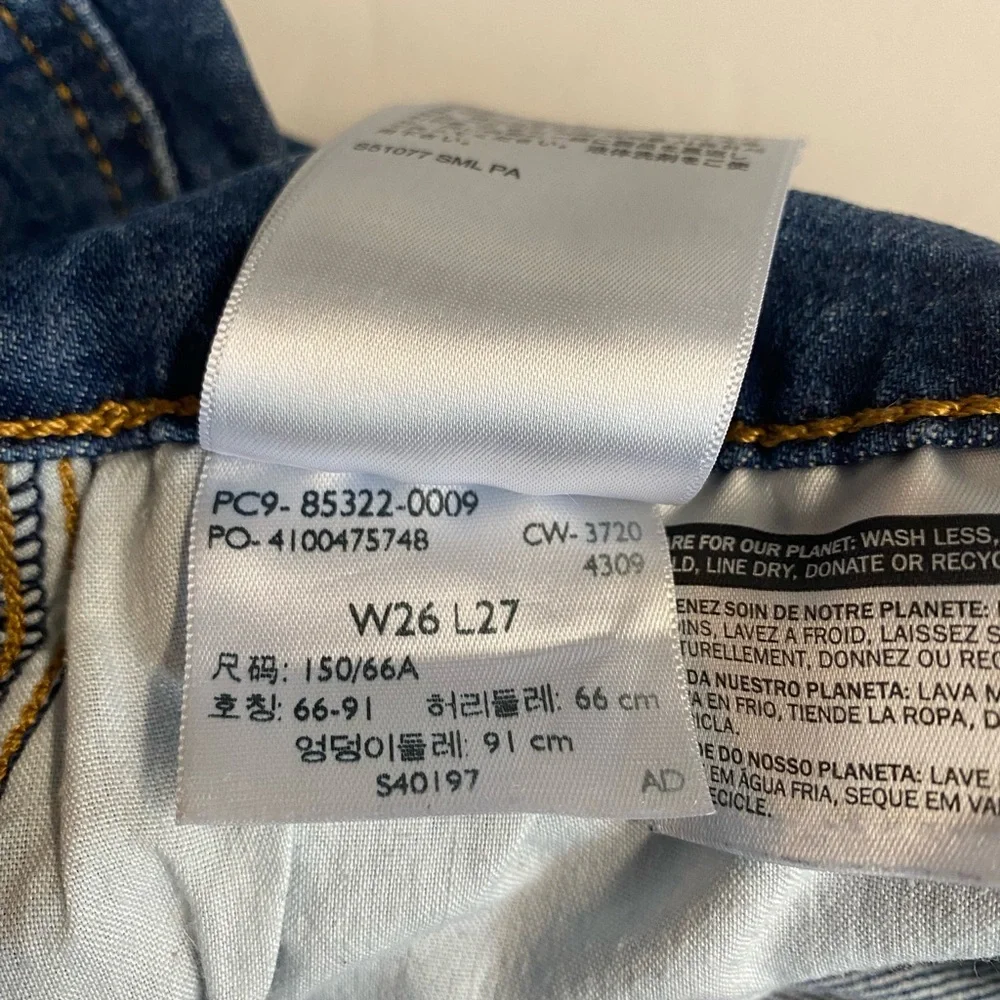 S51077 SML PA
PC9- 85322-0009
PO- 4100475748
CW- 3720
4309
W26 L27
尺码: 150/66A
호칭: 66-91 허리둘레: 66 cm
엉덩이둘레: 91 cm
S40197
AD
RE FOR OUR PLANET: WASH LESS,
LD, LINE DRY, DONATE OR RECYC
ENEZ SOIN DE NOTRE PLANETE:
INS, LAVEZ A FROID, LAISSEZ S
TURELLEMENT, DONNEZ OU REC
DA NUESTRO PLANETA: LAVA M
A EN FRIO, TIENDE LA ROPA, D
ICLA.
DE DO NOSSO PLANETA: LAVE
EM ÁGUA FRIA, SEQUE EM VA
ECICLE.